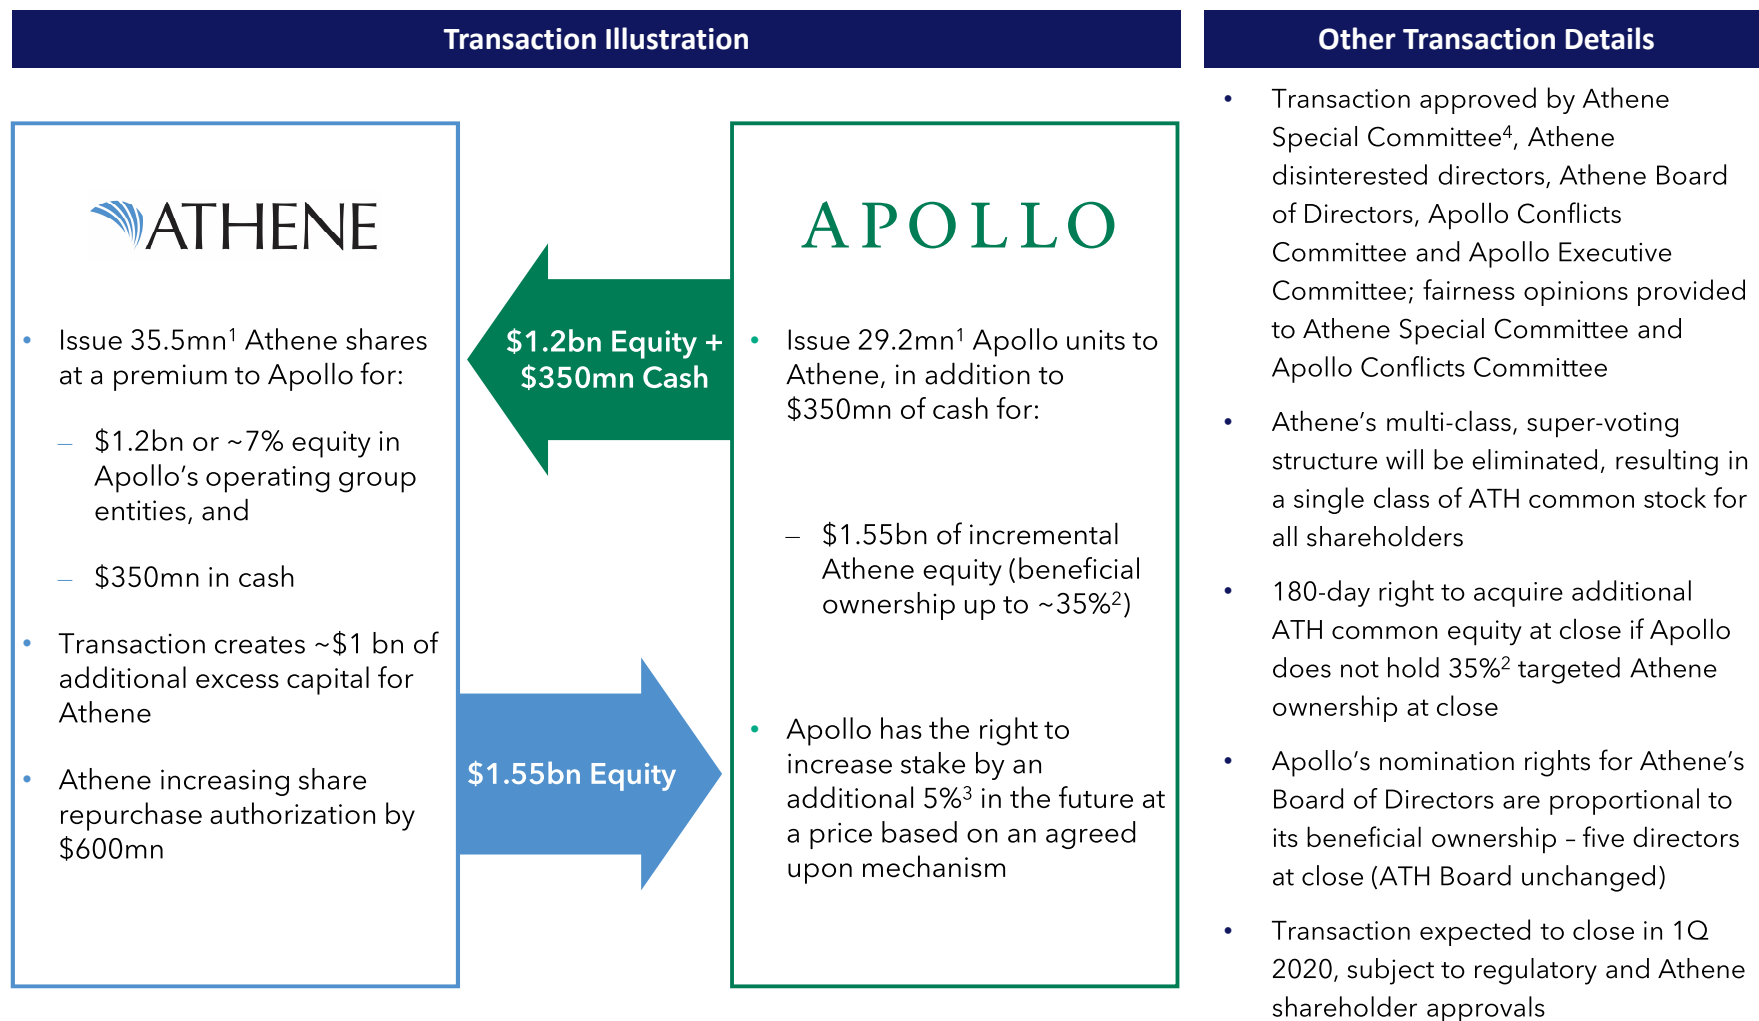 Transaction Illustration
ATHENE
• Issue 35.5mn¹ Athene shares
at a premium to Apollo for:
– $1.2bn or ~7% equity in
Apollo’s operating group
entities, and
– $350mn in cash
• Transaction creates ~$1 bn of
additional excess capital for
Athene
• Athene increasing share
repurchase authorization by
$600mn
$1.2bn Equity +
$350mn Cash
$1.55bn Equity
APOLLO
• Issue 29.2mn¹ Apollo units to
Athene, in addition to
$350mn of cash for:
– $1.55bn of incremental
Athene equity (beneficial
ownership up to ~35%²)
• Apollo has the right to
increase stake by an
additional 5%³ in the future at
a price based on an agreed
upon mechanism
Other Transaction Details
• Transaction approved by Athene
Special Committee⁴, Athene
disinterested directors, Athene Board
of Directors, Apollo Conflicts
Committee and Apollo Executive
Committee; fairness opinions provided
to Athene Special Committee and
Apollo Conflicts Committee
• Athene’s multi-class, super-voting
structure will be eliminated, resulting in
a single class of ATH common stock for
all shareholders
• 180-day right to acquire additional
ATH common equity at close if Apollo
does not hold 35%² targeted Athene
ownership at close
• Apollo’s nomination rights for Athene’s
Board of Directors are proportional to
its beneficial ownership – five directors
at close (ATH Board unchanged)
• Transaction expected to close in 1Q
2020, subject to regulatory and Athene
shareholder approvals